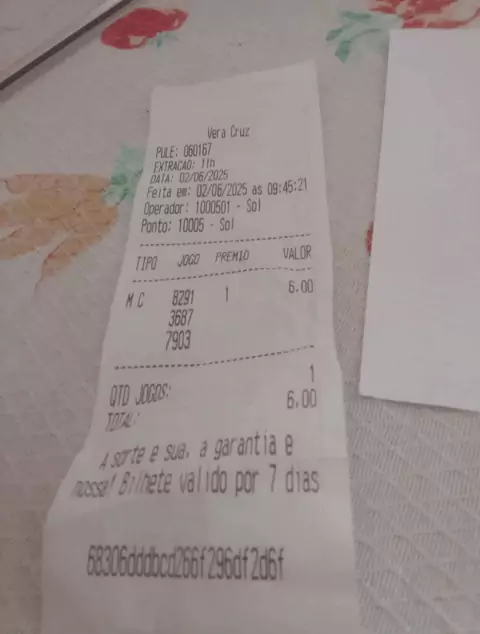 Vera Cruz
PULE: 060167
EXTRACAO: 11h
DATA: 02/06/2025
Feita em: 02/06/2025 as 09:45:21
Operador: 1000501 - Sol
Ponto: 10005 - Sol
TIPO JOGO PREMIO VALOR
M C 8291 1 6.00
3687
7903
QTD JOGOS: 1
TOTAL: 6.00
A sorte e sua, a garantia e
nossa! Bilhete valido por 7 dias
68306dddbcd266f296df2d6f